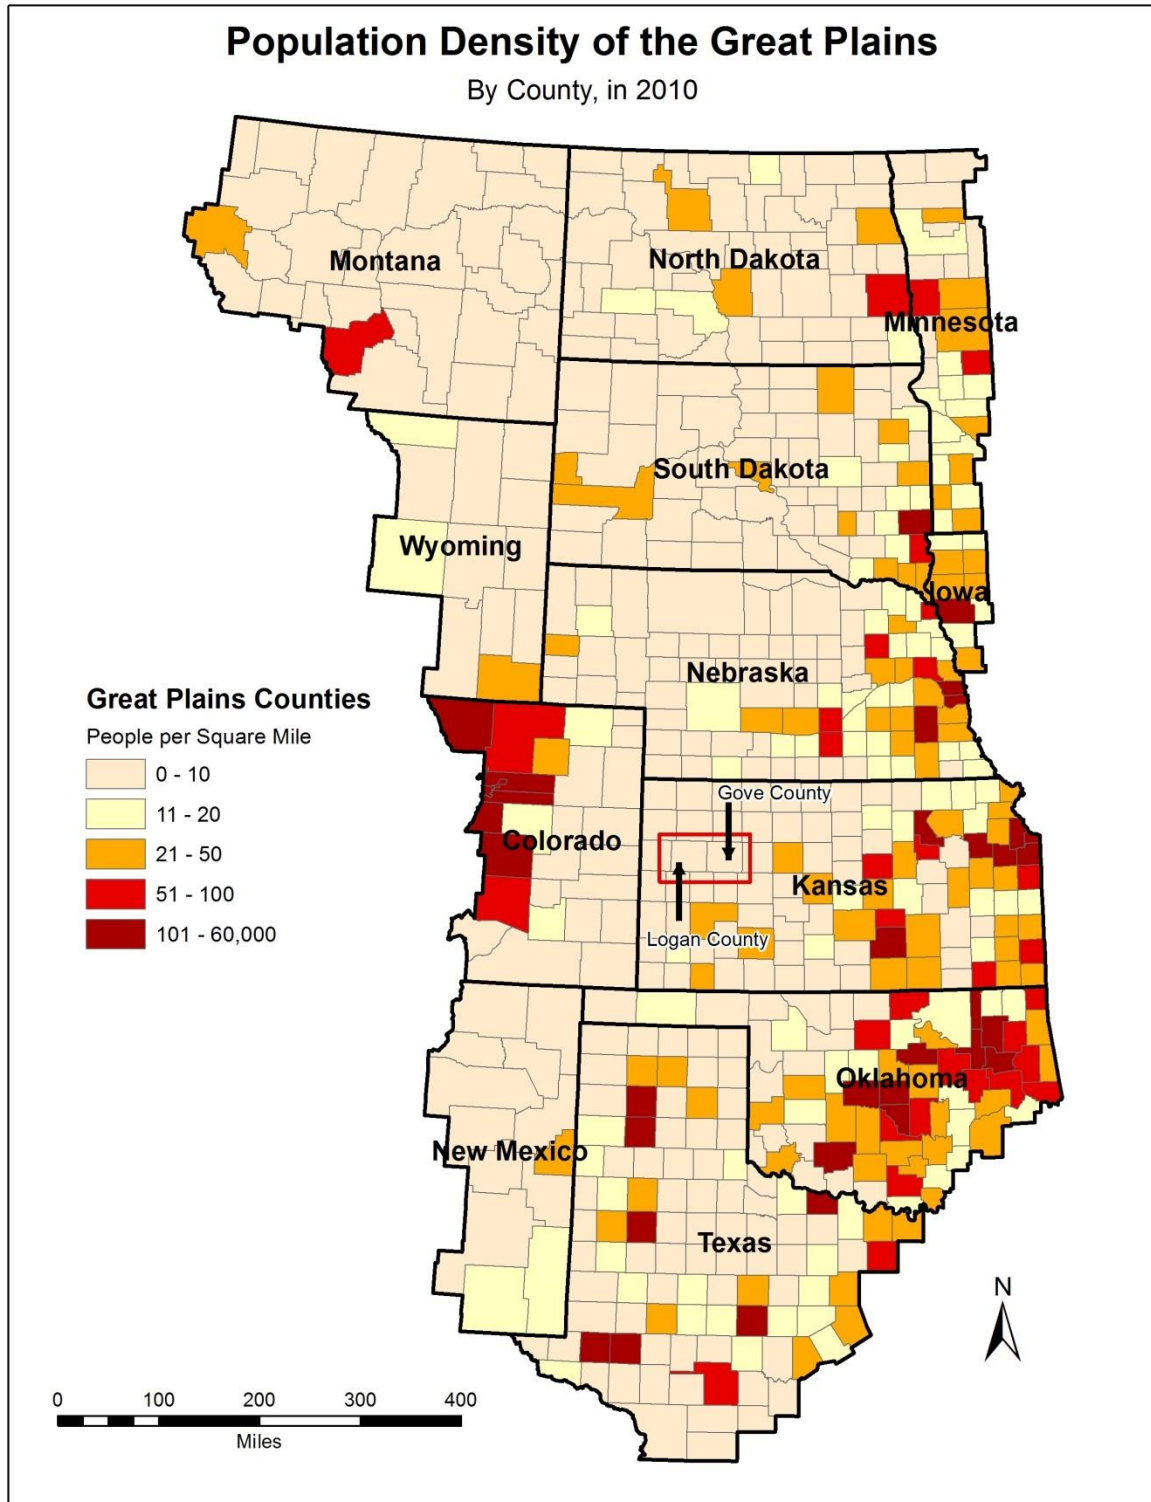 Population Density of the Great Plains
By County, in 2010
Montana
North Dakota
Minnesota
South Dakota
Wyoming
Iowa
Nebraska
Great Plains Counties
People per Square Mile
0 - 10
11 - 20
21 - 50
51 - 100
101 - 60,000
Gove County
Colorado
Kansas
Logan County
Oklahoma
New Mexico
Texas
N
0 100 200 300 400
Miles